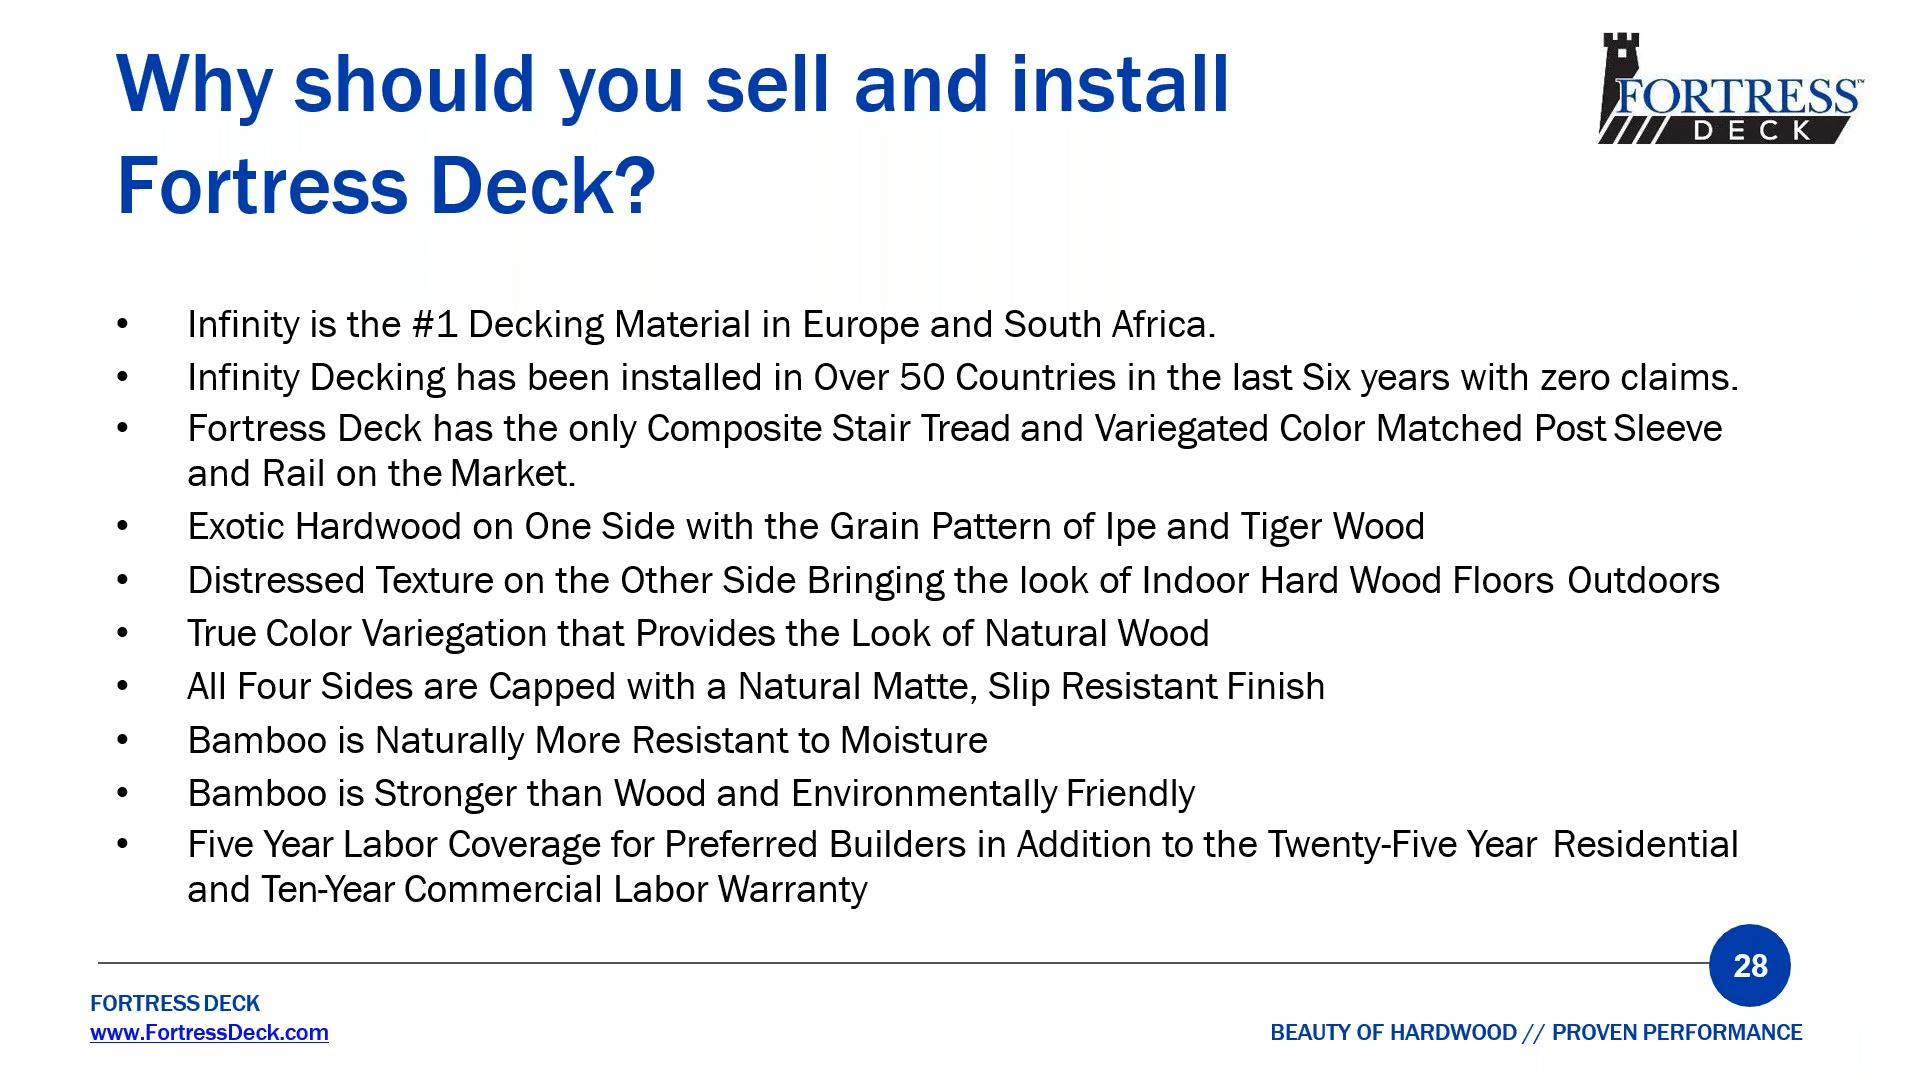 Why should you sell and install
Fortress Deck?
FORTRESS™
DECK
• Infinity is the #1 Decking Material in Europe and South Africa.
• Infinity Decking has been installed in Over 50 Countries in the last Six years with zero claims.
• Fortress Deck has the only Composite Stair Tread and Variegated Color Matched Post Sleeve
and Rail on the Market.
• Exotic Hardwood on One Side with the Grain Pattern of Ipe and Tiger Wood
• Distressed Texture on the Other Side Bringing the look of Indoor Hard Wood Floors Outdoors
• True Color Variegation that Provides the Look of Natural Wood
• All Four Sides are Capped with a Natural Matte, Slip Resistant Finish
• Bamboo is Naturally More Resistant to Moisture
• Bamboo is Stronger than Wood and Environmentally Friendly
• Five Year Labor Coverage for Preferred Builders in Addition to the Twenty-Five Year Residential
and Ten-Year Commercial Labor Warranty
28
FORTRESS DECK
www.FortressDeck.com
BEAUTY OF HARDWOOD // PROVEN PERFORMANCE